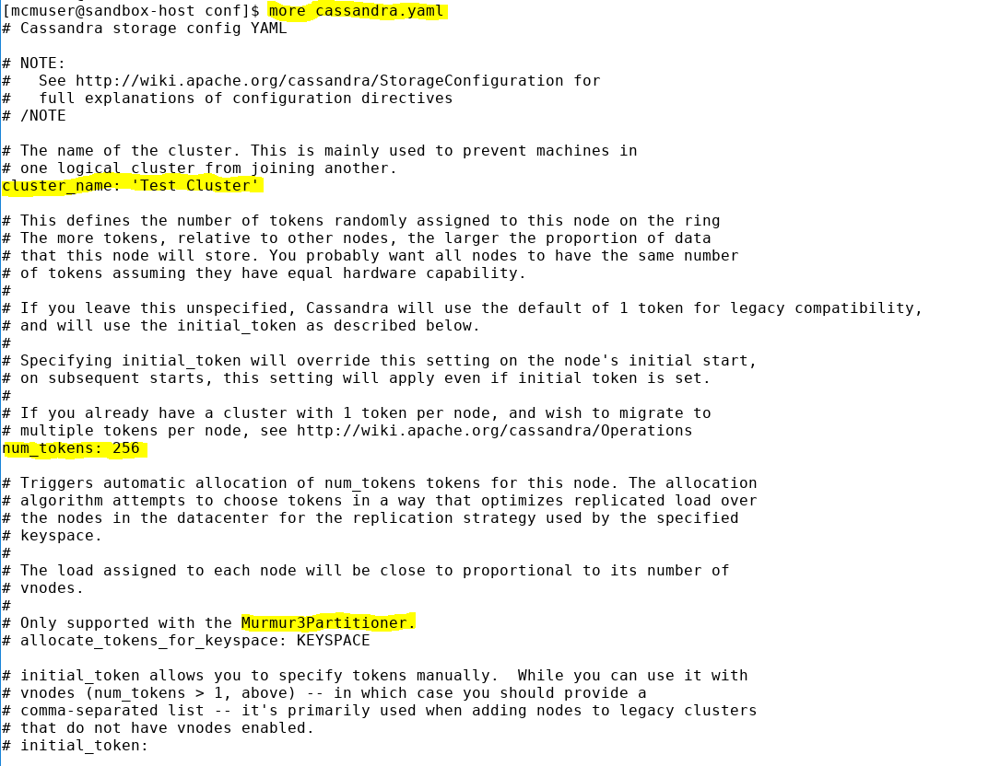 [mcmuser@sandbox-host conf]$ more cassandra.yaml
# Cassandra storage config YAML
# NOTE:
#   See http://wiki.apache.org/cassandra/StorageConfiguration for
#   full explanations of configuration directives
# /NOTE
# The name of the cluster. This is mainly used to prevent machines in
# one logical cluster from joining another.
cluster_name: 'Test Cluster'
# This defines the number of tokens randomly assigned to this node on the ring
# The more tokens, relative to other nodes, the larger the proportion of data
# that this node will store. You probably want all nodes to have the same number
# of tokens assuming they have equal hardware capability.
#
# If you leave this unspecified, Cassandra will use the default of 1 token for legacy compatibility,
# and will use the initial_token as described below.
#
# Specifying initial_token will override this setting on the node's initial start,
# on subsequent starts, this setting will apply even if initial token is set.
#
# If you already have a cluster with 1 token per node, and wish to migrate to
# multiple tokens per node, see http://wiki.apache.org/cassandra/Operations
num_tokens: 256
# Triggers automatic allocation of num_tokens tokens for this node. The allocation
# algorithm attempts to choose tokens in a way that optimizes replicated load over
# the nodes in the datacenter for the replication strategy used by the specified
# keyspace.
#
# The load assigned to each node will be close to proportional to its number of
# vnodes.
#
# Only supported with the Murmur3Partitioner.
# allocate_tokens_for_keyspace: KEYSPACE
# initial_token allows you to specify tokens manually.  While you can use it with
# vnodes (num_tokens > 1, above) -- in which case you should provide a
# comma-separated list -- it's primarily used when adding nodes to legacy clusters
# that do not have vnodes enabled.
# initial_token: